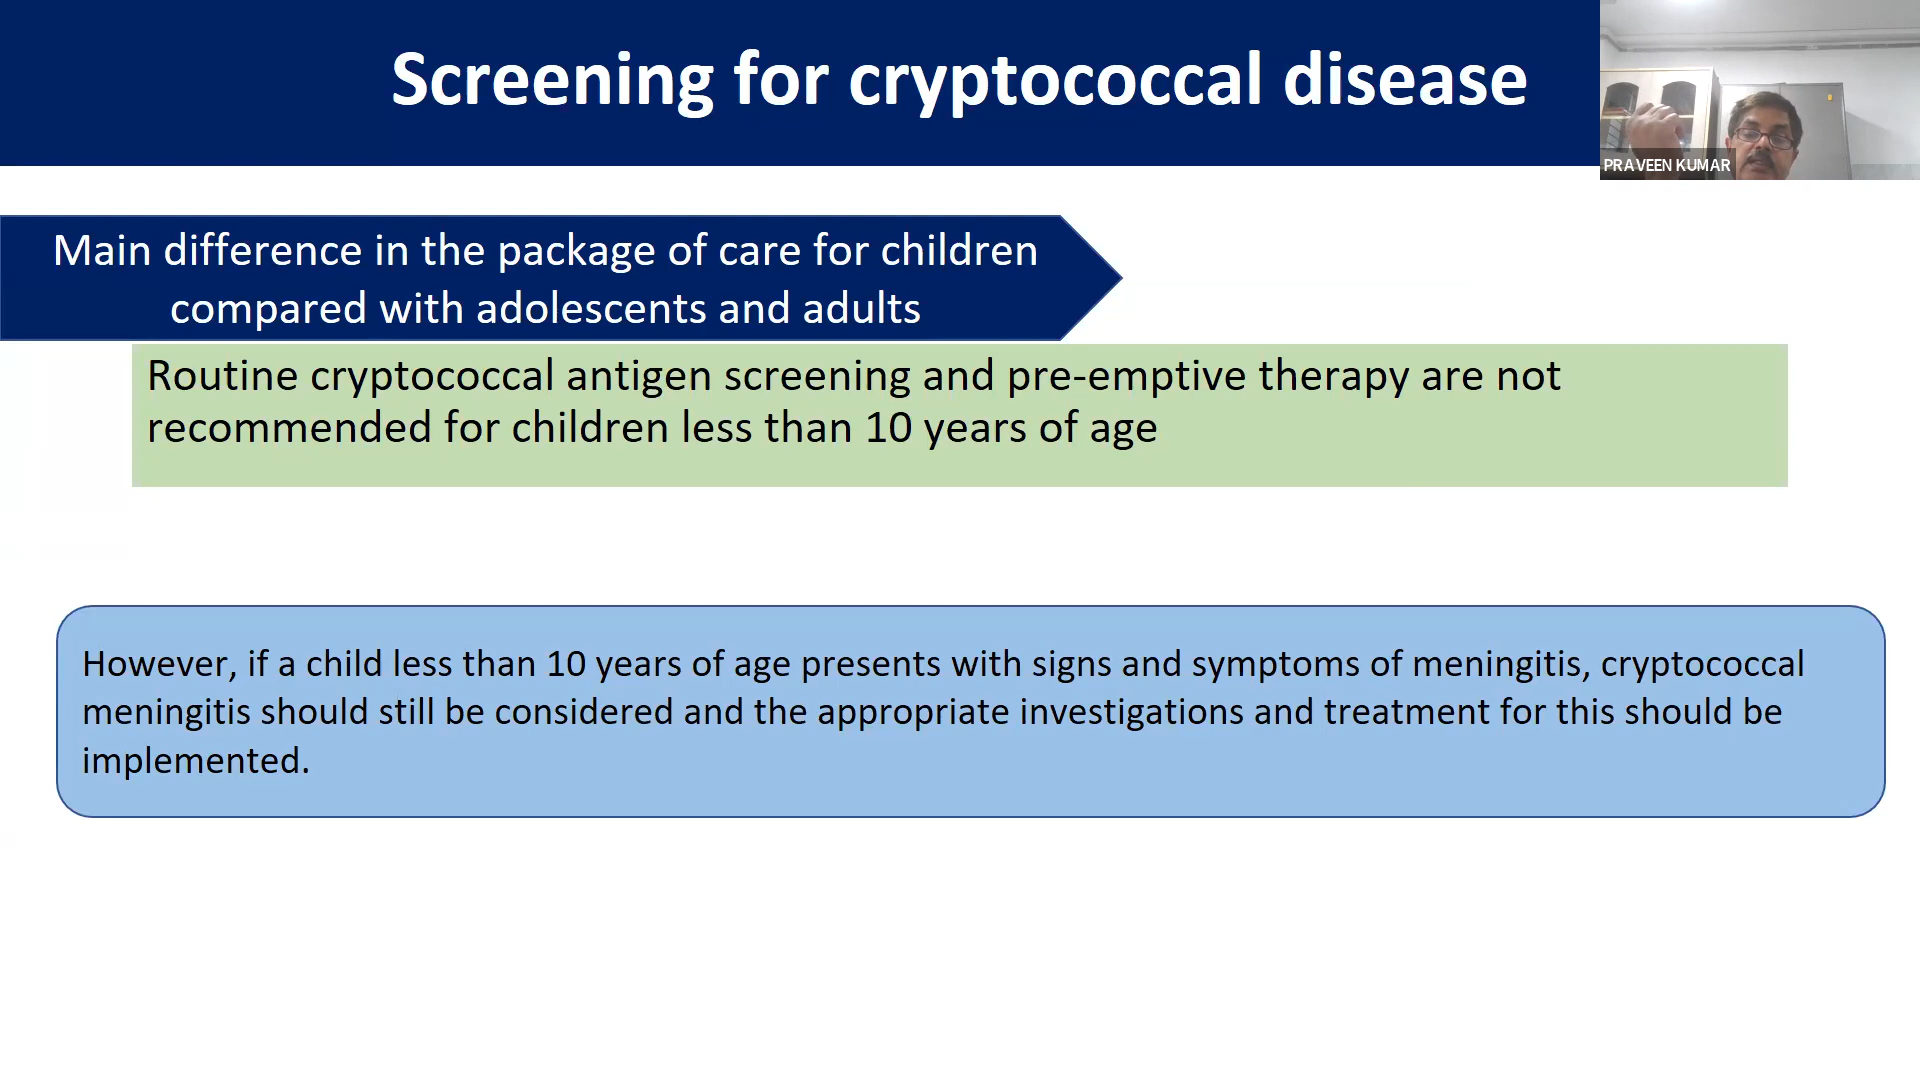 Screening for cryptococcal disease
PRAVEEN KUMAR
Main difference in the package of care for children
compared with adolescents and adults
Routine cryptococcal antigen screening and pre-emptive therapy are not
recommended for children less than 10 years of age
However, if a child less than 10 years of age presents with signs and symptoms of meningitis, cryptococcal
meningitis should still be considered and the appropriate investigations and treatment for this should be
implemented.